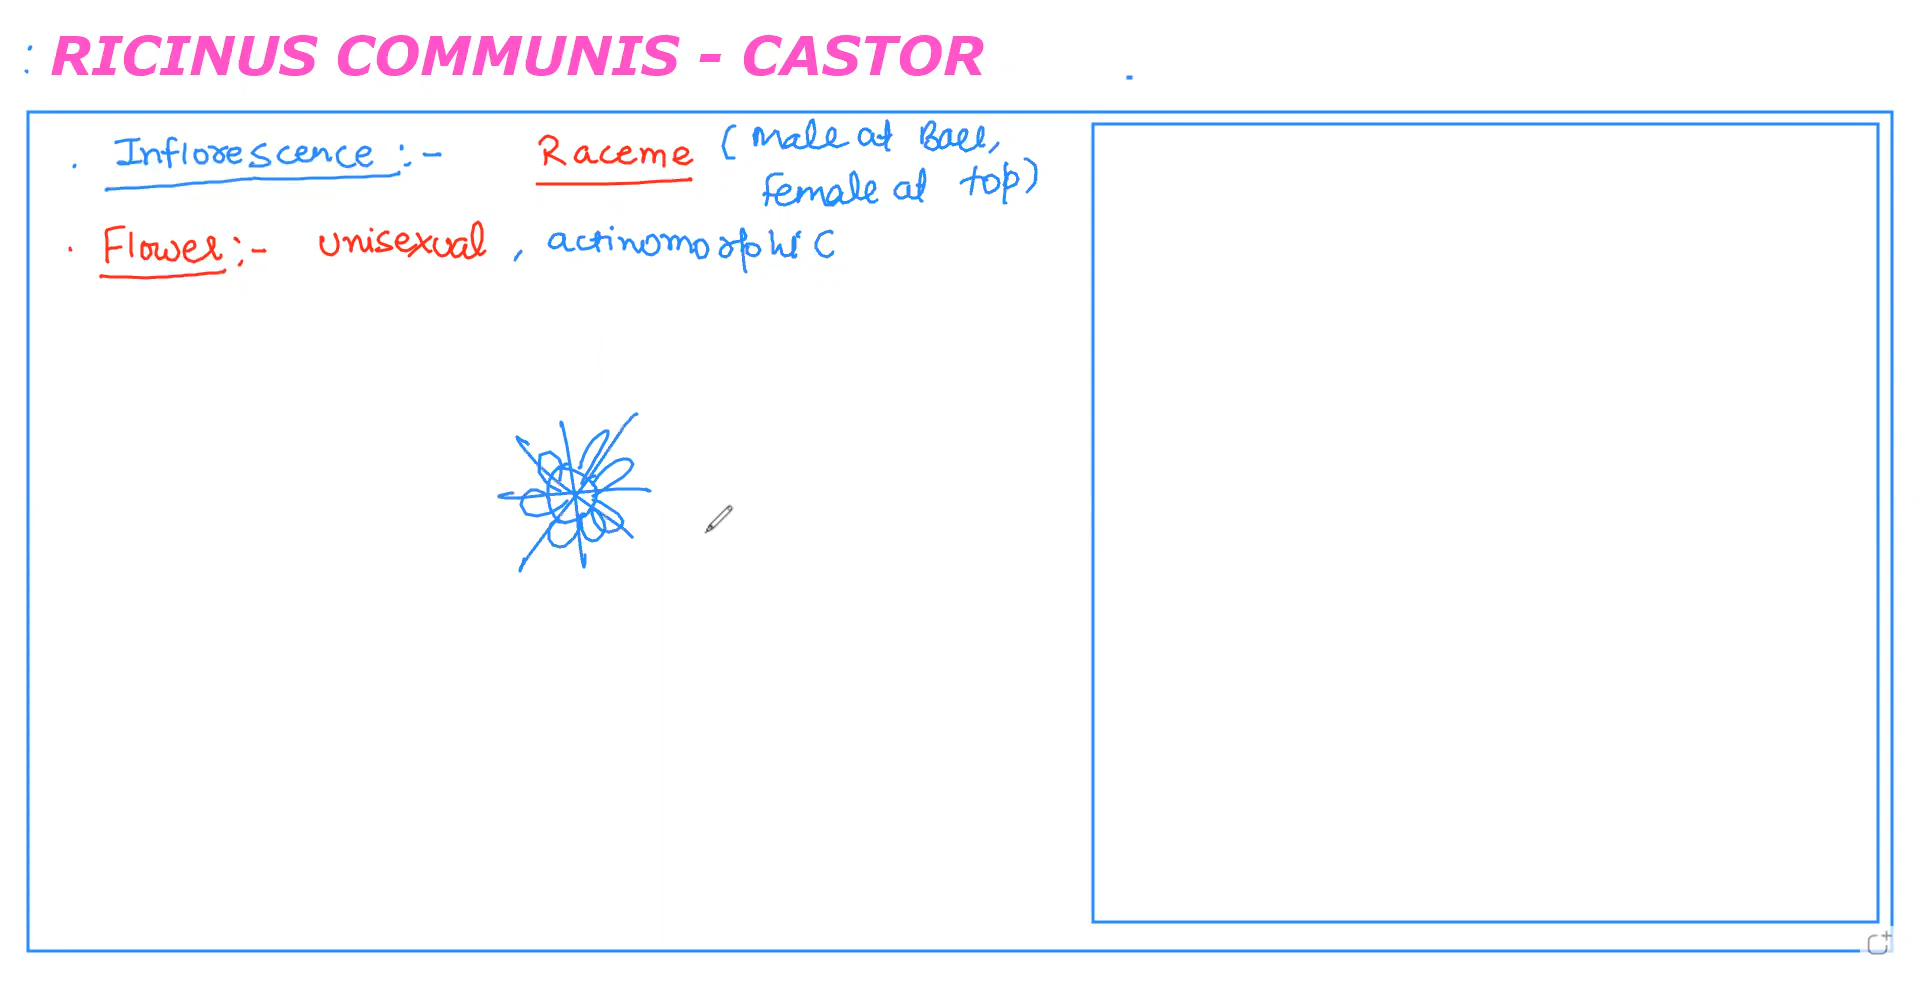 RICINUS COMMUNIS - CASTOR
. Inflorescence :- Raceme (male at Base,
female at top)
. Flower :- unisexual, actinomorphic